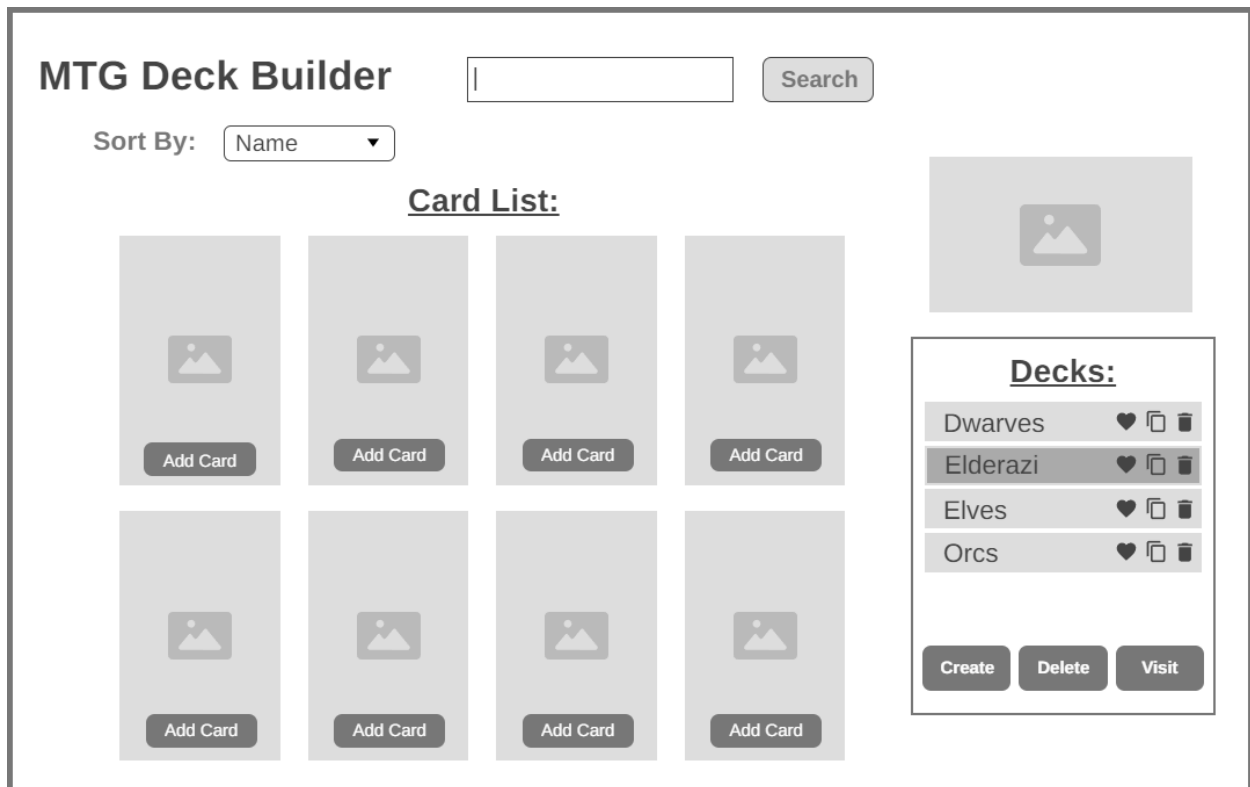 MTG Deck Builder
Search
Sort By:
Name
Card List:
Add Card
Add Card
Add Card
Add Card
Add Card
Add Card
Add Card
Add Card
Decks:
Dwarves
Elderazi
Elves
Orcs
Create
Delete
Visit